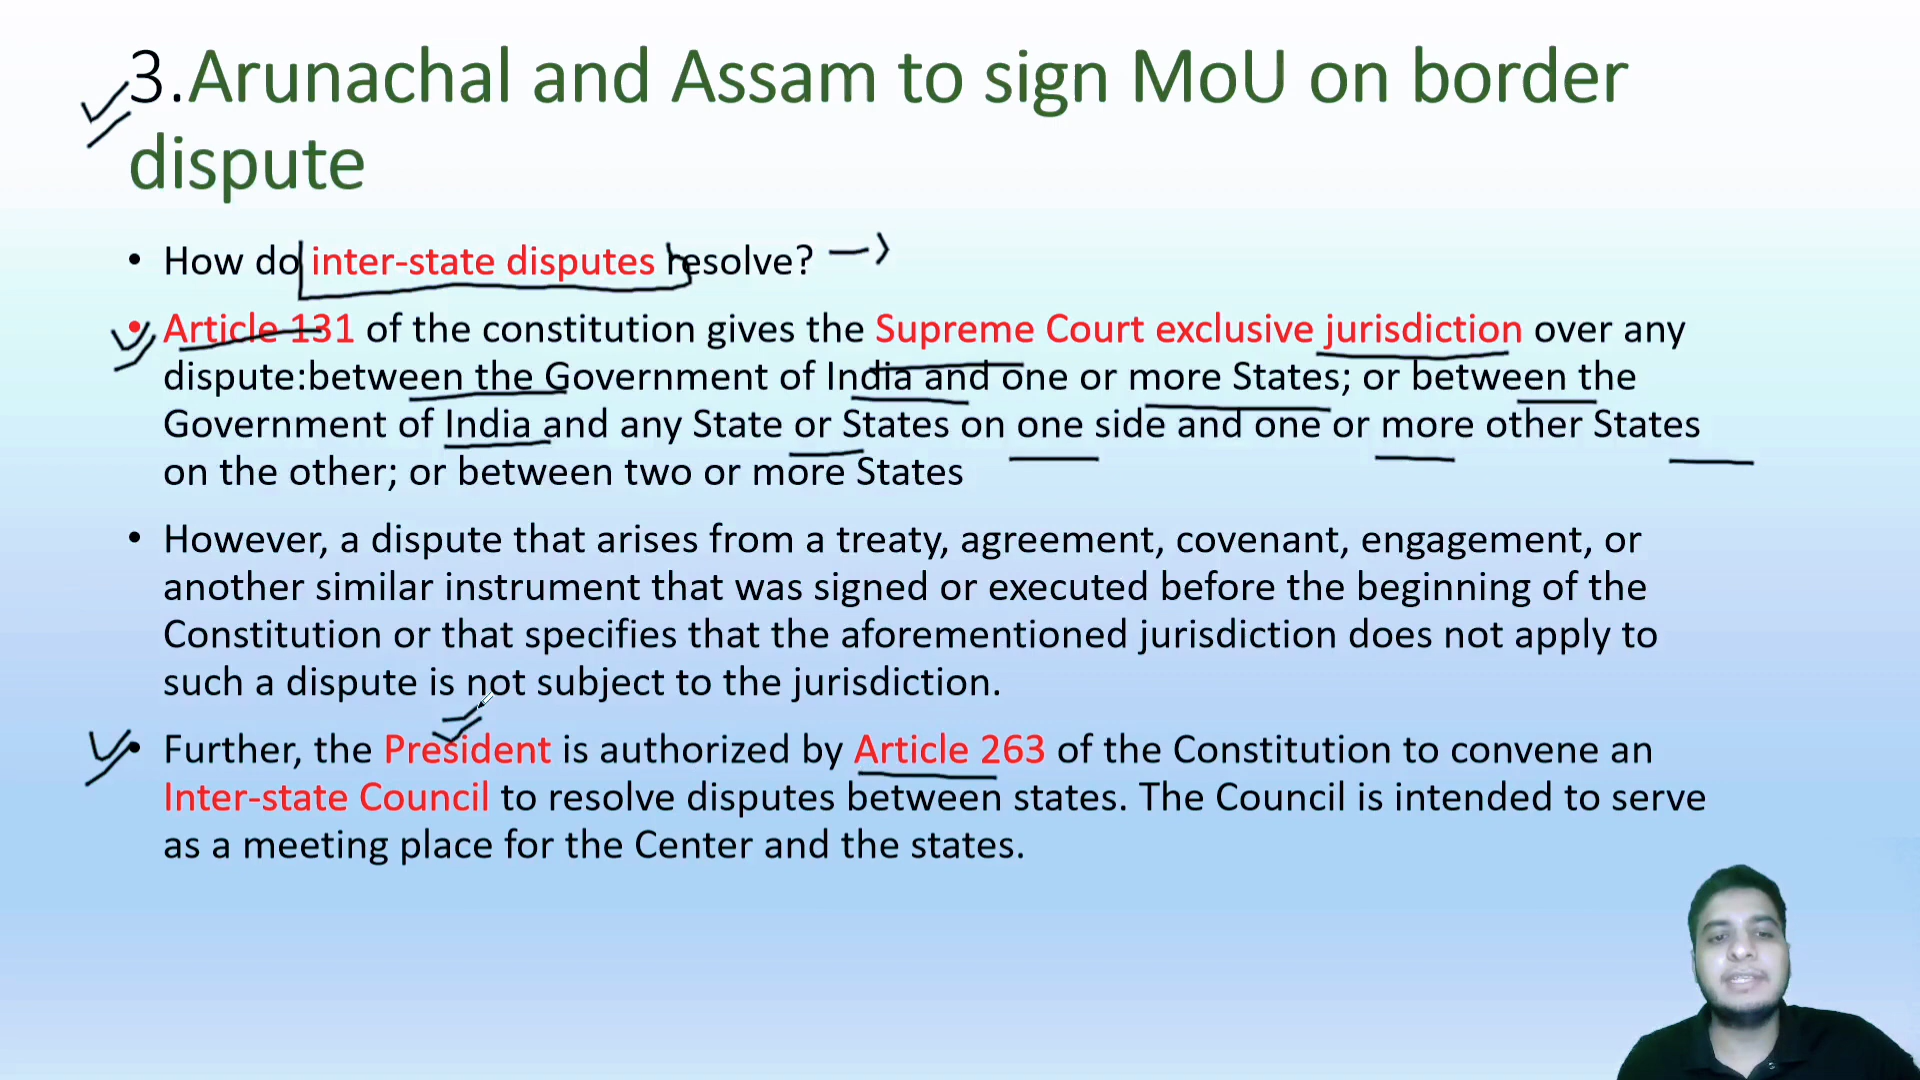 3.Arunachal and Assam to sign MoU on border
dispute
• How do inter-state disputes resolve?
• Article 131 of the constitution gives the Supreme Court exclusive jurisdiction over any
dispute:between the Government of India and one or more States; or between the
Government of India and any State or States on one side and one or more other States
on the other; or between two or more States
• However, a dispute that arises from a treaty, agreement, covenant, engagement, or
another similar instrument that was signed or executed before the beginning of the
Constitution or that specifies that the aforementioned jurisdiction does not apply to
such a dispute is not subject to the jurisdiction.
• Further, the President is authorized by Article 263 of the Constitution to convene an
Inter-state Council to resolve disputes between states. The Council is intended to serve
as a meeting place for the Center and the states.